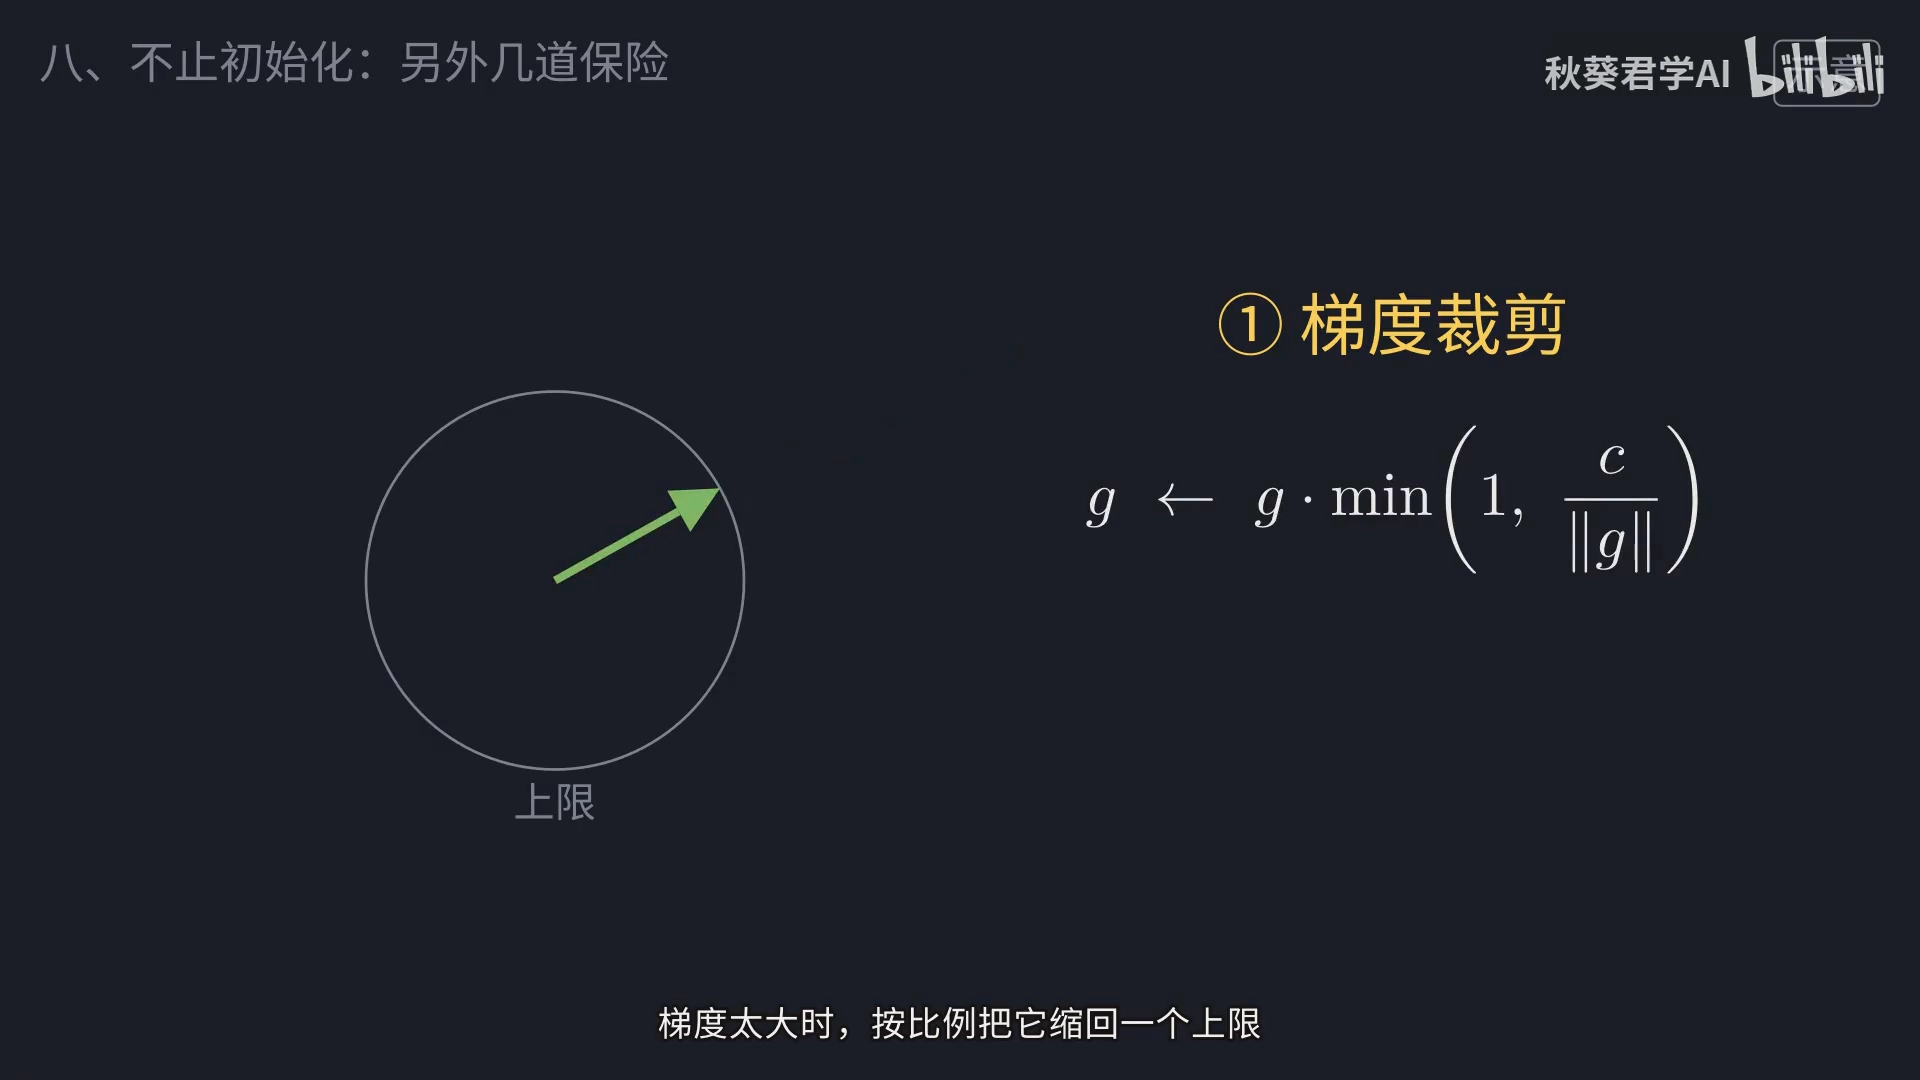 八、不止初始化：另外几道保险
秋葵君学AI bilibili
① 梯度裁剪
g ← g · min(1, c/‖g‖)
上限
梯度太大时，按比例把它缩回一个上限